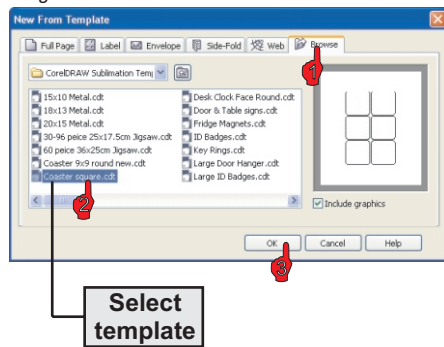 New From Template
Full Page Label Envelope Side-Fold Web Browse
1
CorelDRAW Sublimation Temp
15x10 Metal.cdt
18x13 Metal.cdt
20x15 Metal.cdt
30-96 peice 25x17.5cm Jigsaw.cdt
60 peice 36x25cm Jigsaw.cdt
Coaster 9x9 round new.cdt
Coaster square.cdt
Desk Clock Face Round.cdt
Door & Table signs.cdt
Fridge Magnets.cdt
ID Badges.cdt
Key Rings.cdt
Large Door Hanger.cdt
Large ID Badges.cdt
2
Include graphics
OK Cancel Help
3
Select
template